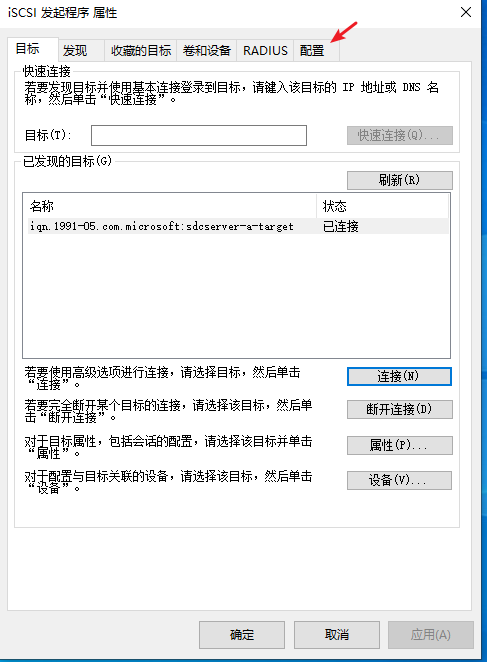 iSCSI 发起程序 属性
目标 发现 收藏的目标 卷和设备 RADIUS 配置
快速连接
若要发现目标并使用基本连接登录到目标，请键入该目标的 IP 地址或 DNS 名
称，然后单击“快速连接”。
目标(T):
快速连接(Q)...
已发现的目标(G)
刷新(R)
名称 状态
iqn.1991-05.com.microsoft:sdcserver-a-target 已连接
若要使用高级选项进行连接，请选择目标，然后单击
“连接”。
连接(N)
若要完全断开某个目标的连接，请选择该目标，然后单
击“断开连接”。
断开连接(D)
对于目标属性，包括会话的配置，请选择该目标并单击
“属性”。
属性(P)...
对于配置与目标关联的设备，请选择该目标，然后单击
“设备”。
设备(V)...
确定 取消 应用(A)